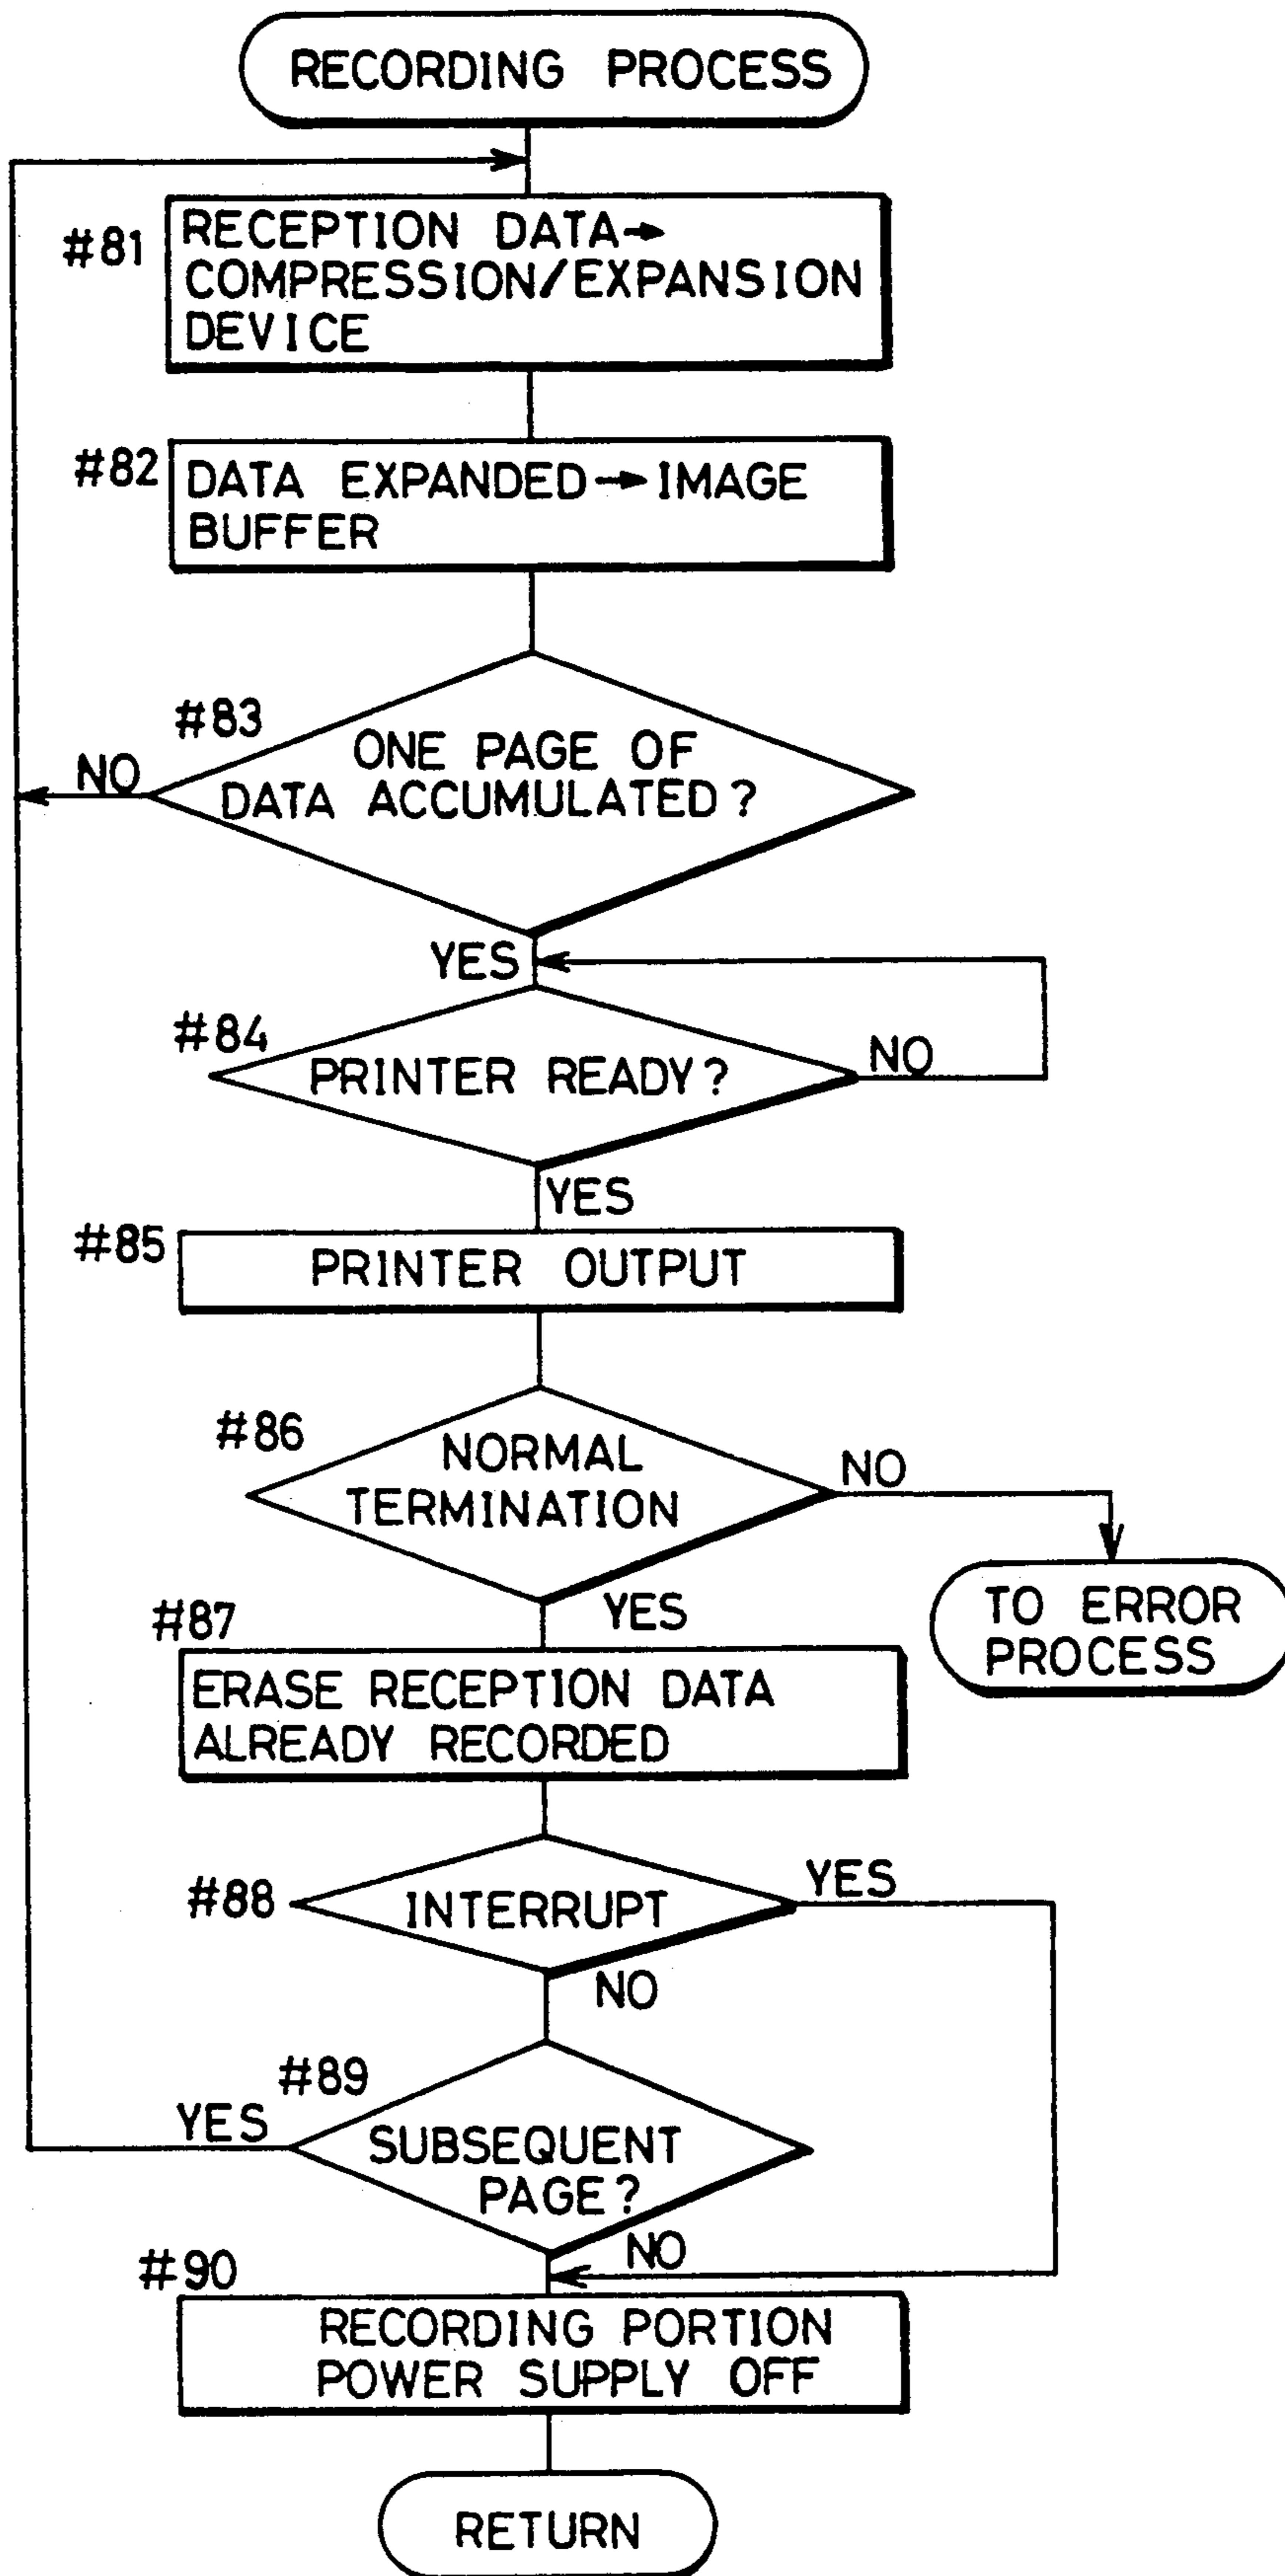 RECORDING PROCESS
#81
RECEPTION DATA→
COMPRESSION/EXPANSION
DEVICE
#82
DATA EXPANDED→IMAGE
BUFFER
#83
ONE PAGE OF
DATA ACCUMULATED?
NO
YES
#84
PRINTER READY?
NO
YES
#85
PRINTER OUTPUT
#86
NORMAL
TERMINATION
NO
YES
TO ERROR
PROCESS
#87
ERASE RECEPTION DATA
ALREADY RECORDED
#88
INTERRUPT
YES
NO
#89
SUBSEQUENT
PAGE?
YES
NO
#90
RECORDING PORTION
POWER SUPPLY OFF
RETURN